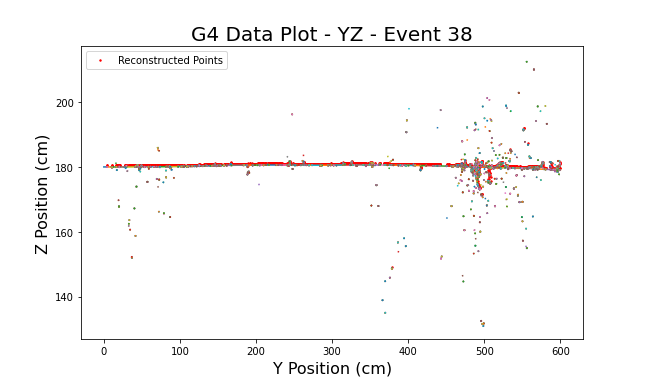 G4 Data Plot - YZ - Event 38
Reconstructed Points
Z Position (cm)
200
180
160
140
0 100 200 300 400 500 600
Y Position (cm)